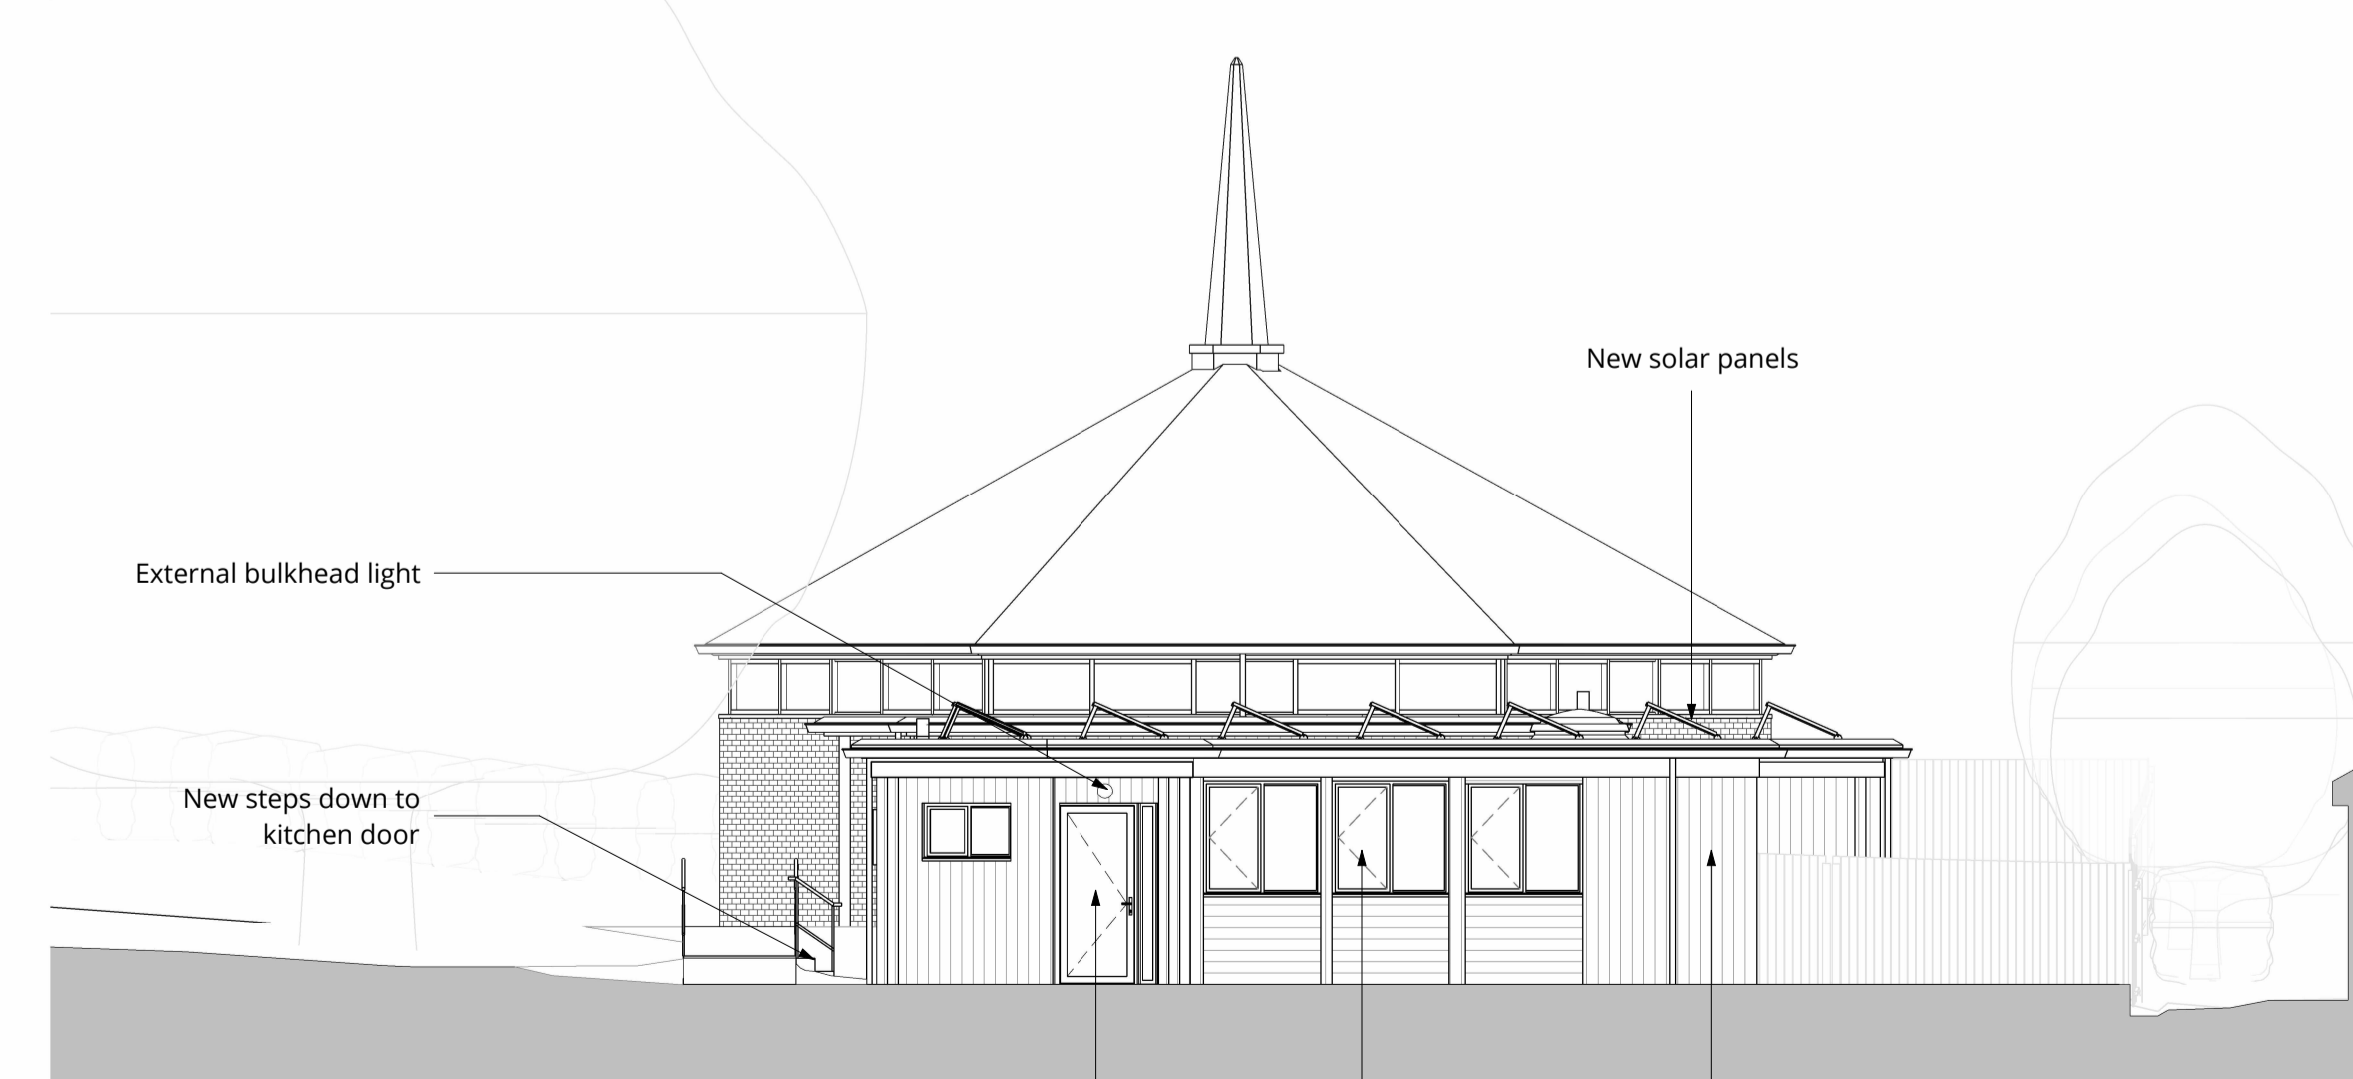 New solar panels
External bulkhead light
New steps down to
kitchen door